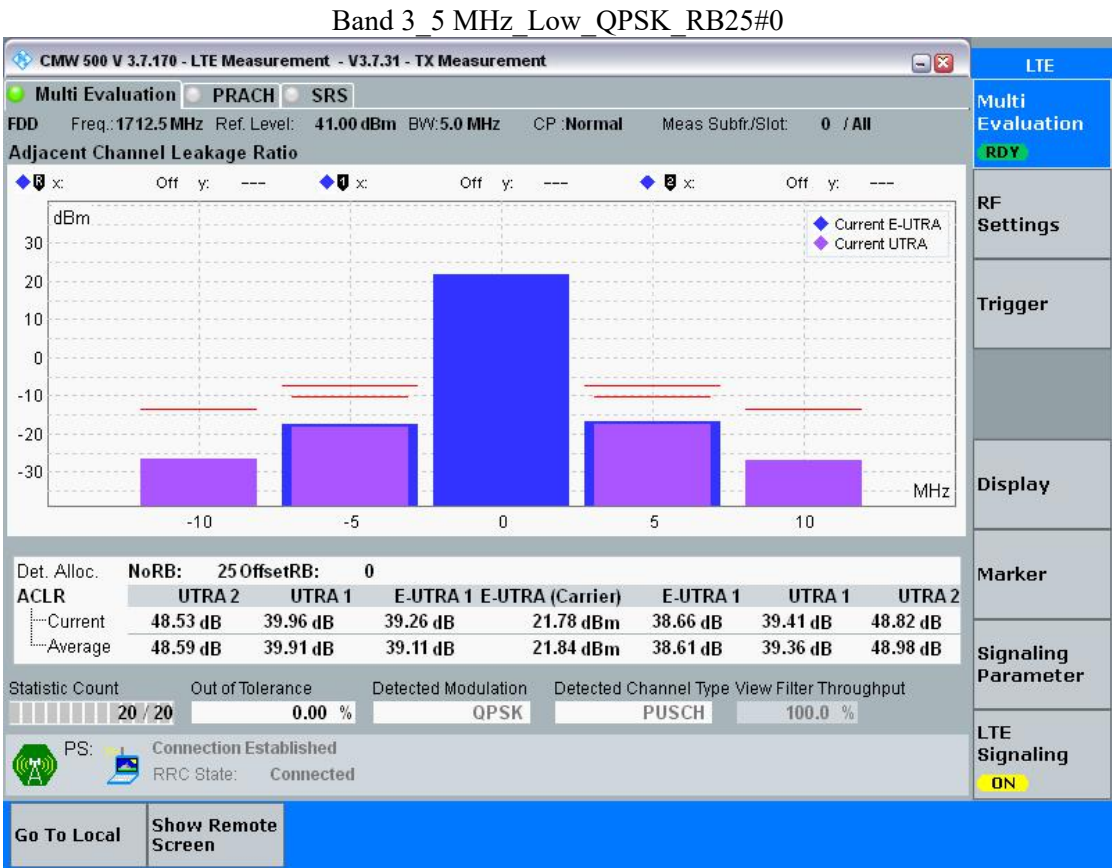 Band 3_5 MHz_Low_QPSK_RB25#0
CMW 500 V 3.7.170 - LTE Measurement - V3.7.31 - TX Measurement
LTE
Multi Evaluation PRACH SRS
Multi Evaluation
RDY
FDD Freq.: 1712.5 MHz Ref. Level: 41.00 dBm BW: 5.0 MHz CP : Normal Meas Subfr./Slot: 0 / All
Adjacent Channel Leakage Ratio
R x: Off y: --- 1 x: Off y: --- 2 x: Off y: ---
dBm
Current E-UTRA
Current UTRA
30
20
10
0
-10
-20
-30
MHz
-10 -5 0 5 10
RF Settings
Trigger
Display
Marker
Signaling Parameter
LTE Signaling
ON
Det. Alloc. NoRB: 25 OffsetRB: 0
ACLR UTRA 2 UTRA 1 E-UTRA 1 E-UTRA (Carrier) E-UTRA 1 UTRA 1 UTRA 2
Current 48.53 dB 39.96 dB 39.26 dB 21.78 dBm 38.66 dB 39.41 dB 48.82 dB
Average 48.59 dB 39.91 dB 39.11 dB 21.84 dBm 38.61 dB 39.36 dB 48.98 dB
Statistic Count Out of Tolerance Detected Modulation Detected Channel Type View Filter Throughput
20 / 20 0.00 % QPSK PUSCH 100.0 %
PS: Connection Established
RRC State: Connected
Go To Local Show Remote Screen